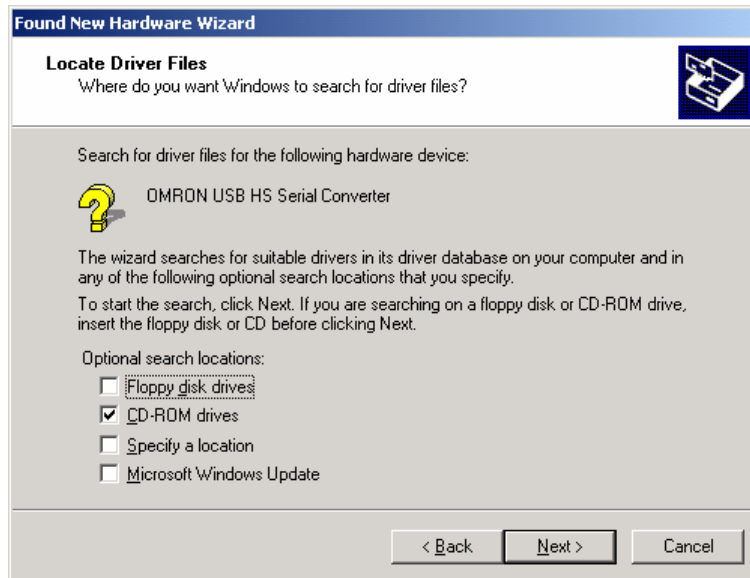 Found New Hardware Wizard
Locate Driver Files
Where do you want Windows to search for driver files?
Search for driver files for the following hardware device:
OMRON USB HS Serial Converter
The wizard searches for suitable drivers in its driver database on your computer and in
any of the following optional search locations that you specify.
To start the search, click Next. If you are searching on a floppy disk or CD-ROM drive,
insert the floppy disk or CD before clicking Next.
Optional search locations:
Floppy disk drives
CD-ROM drives
Specify a location
Microsoft Windows Update
< Back Next > Cancel